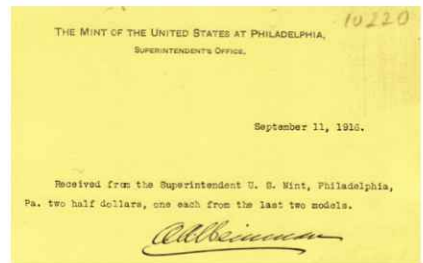 10220
THE MINT OF THE UNITED STATES AT PHILADELPHIA,
SUPERINTENDENT'S OFFICE.
September 11, 1916.
Received from the Superintendent U. S. Mint, Philadelphia,
Pa. two half dollars, one each from the last two models.